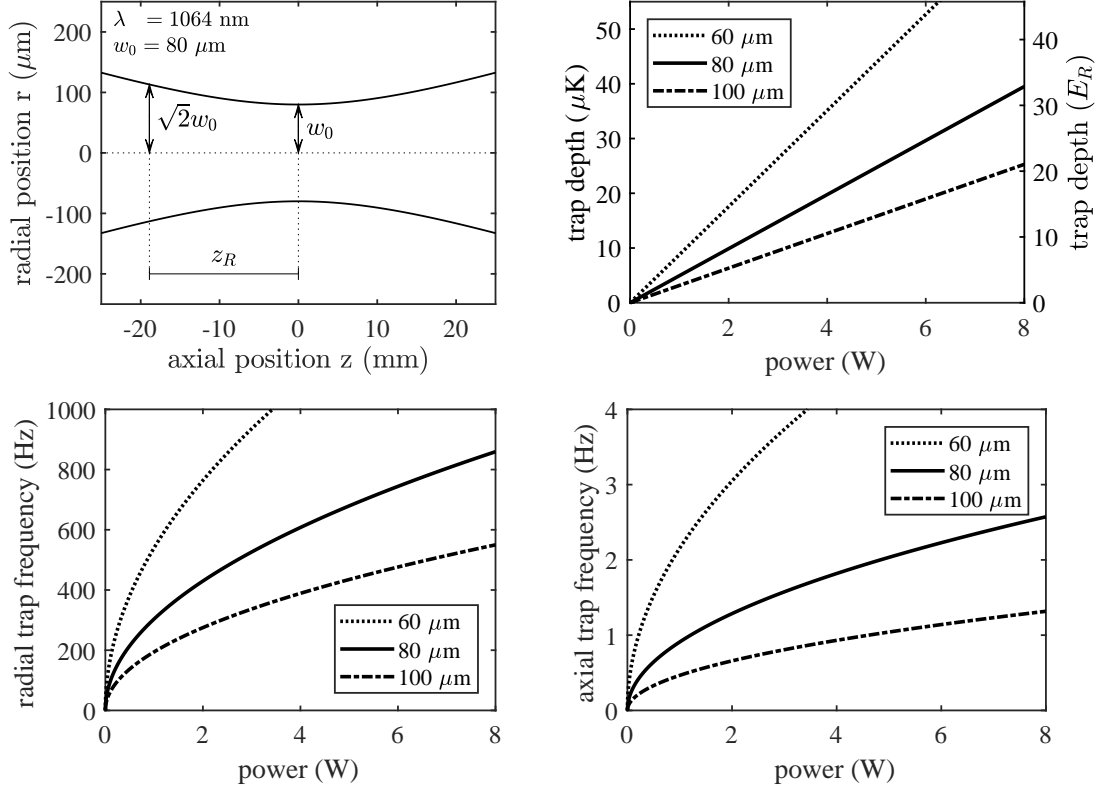 λ = 1064 nm
w₀ = 80 μm
√2w₀
w₀
z_R
200
100
0
-100
-200
-20
-10
0
10
20
radial position r (μm)
axial position z (mm)
60 μm
80 μm
100 μm
50
40
30
20
10
0
40
30
20
10
0
0
2
4
6
8
trap depth (μK)
trap depth (E_R)
power (W)
1000
800
600
400
200
0
0
2
4
6
8
60 μm
80 μm
100 μm
radial trap frequency (Hz)
power (W)
4
3
2
1
0
0
2
4
6
8
60 μm
80 μm
100 μm
axial trap frequency (Hz)
power (W)